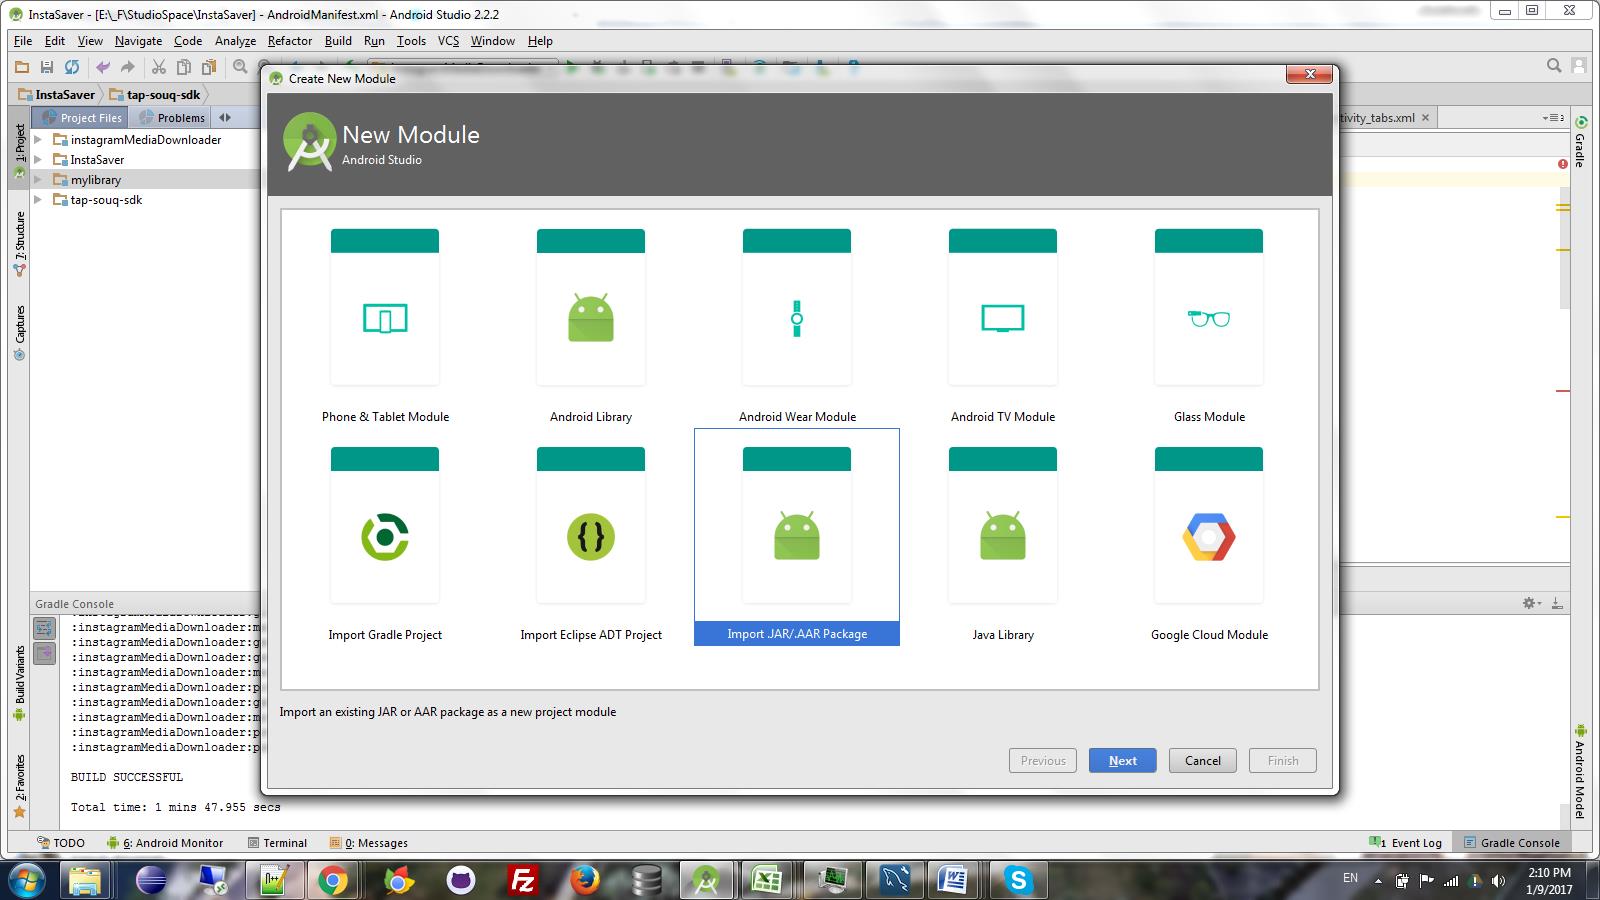 InstaSaver - [E:\_F\StudioSpace\InstaSaver] - AndroidManifest.xml - Android Studio 2.2.2
File Edit View Navigate Code Analyze Refactor Build Run Tools VCS Window Help
Create New Module
InstaSaver tap-souq-sdk
New Module
Android Studio
Project Files Problems
tivity_tabs.xml
1: Project
7: Structure
Captures
Build Variants
2: Favorites
Gradle
Android Model
instagramMediaDownloader
InstaSaver
mylibrary
tap-souq-sdk
Phone & Tablet Module
Android Library
Android Wear Module
Android TV Module
Glass Module
Import Gradle Project
Import Eclipse ADT Project
Import .JAR/.AAR Package
Java Library
Google Cloud Module
Import an existing JAR or AAR package as a new project module
Previous Next Cancel Finish
Gradle Console
:instagramMediaDownloader:g
:instagramMediaDownloader:m
:instagramMediaDownloader:g
:instagramMediaDownloader:g
:instagramMediaDownloader:m
:instagramMediaDownloader:p
:instagramMediaDownloader:g
:instagramMediaDownloader:m
:instagramMediaDownloader:p
:instagramMediaDownloader:p
BUILD SUCCESSFUL
Total time: 1 mins 47.955 secs
TODO 6: Android Monitor Terminal 0: Messages 1 Event Log Gradle Console
EN
2:10 PM
1/9/2017